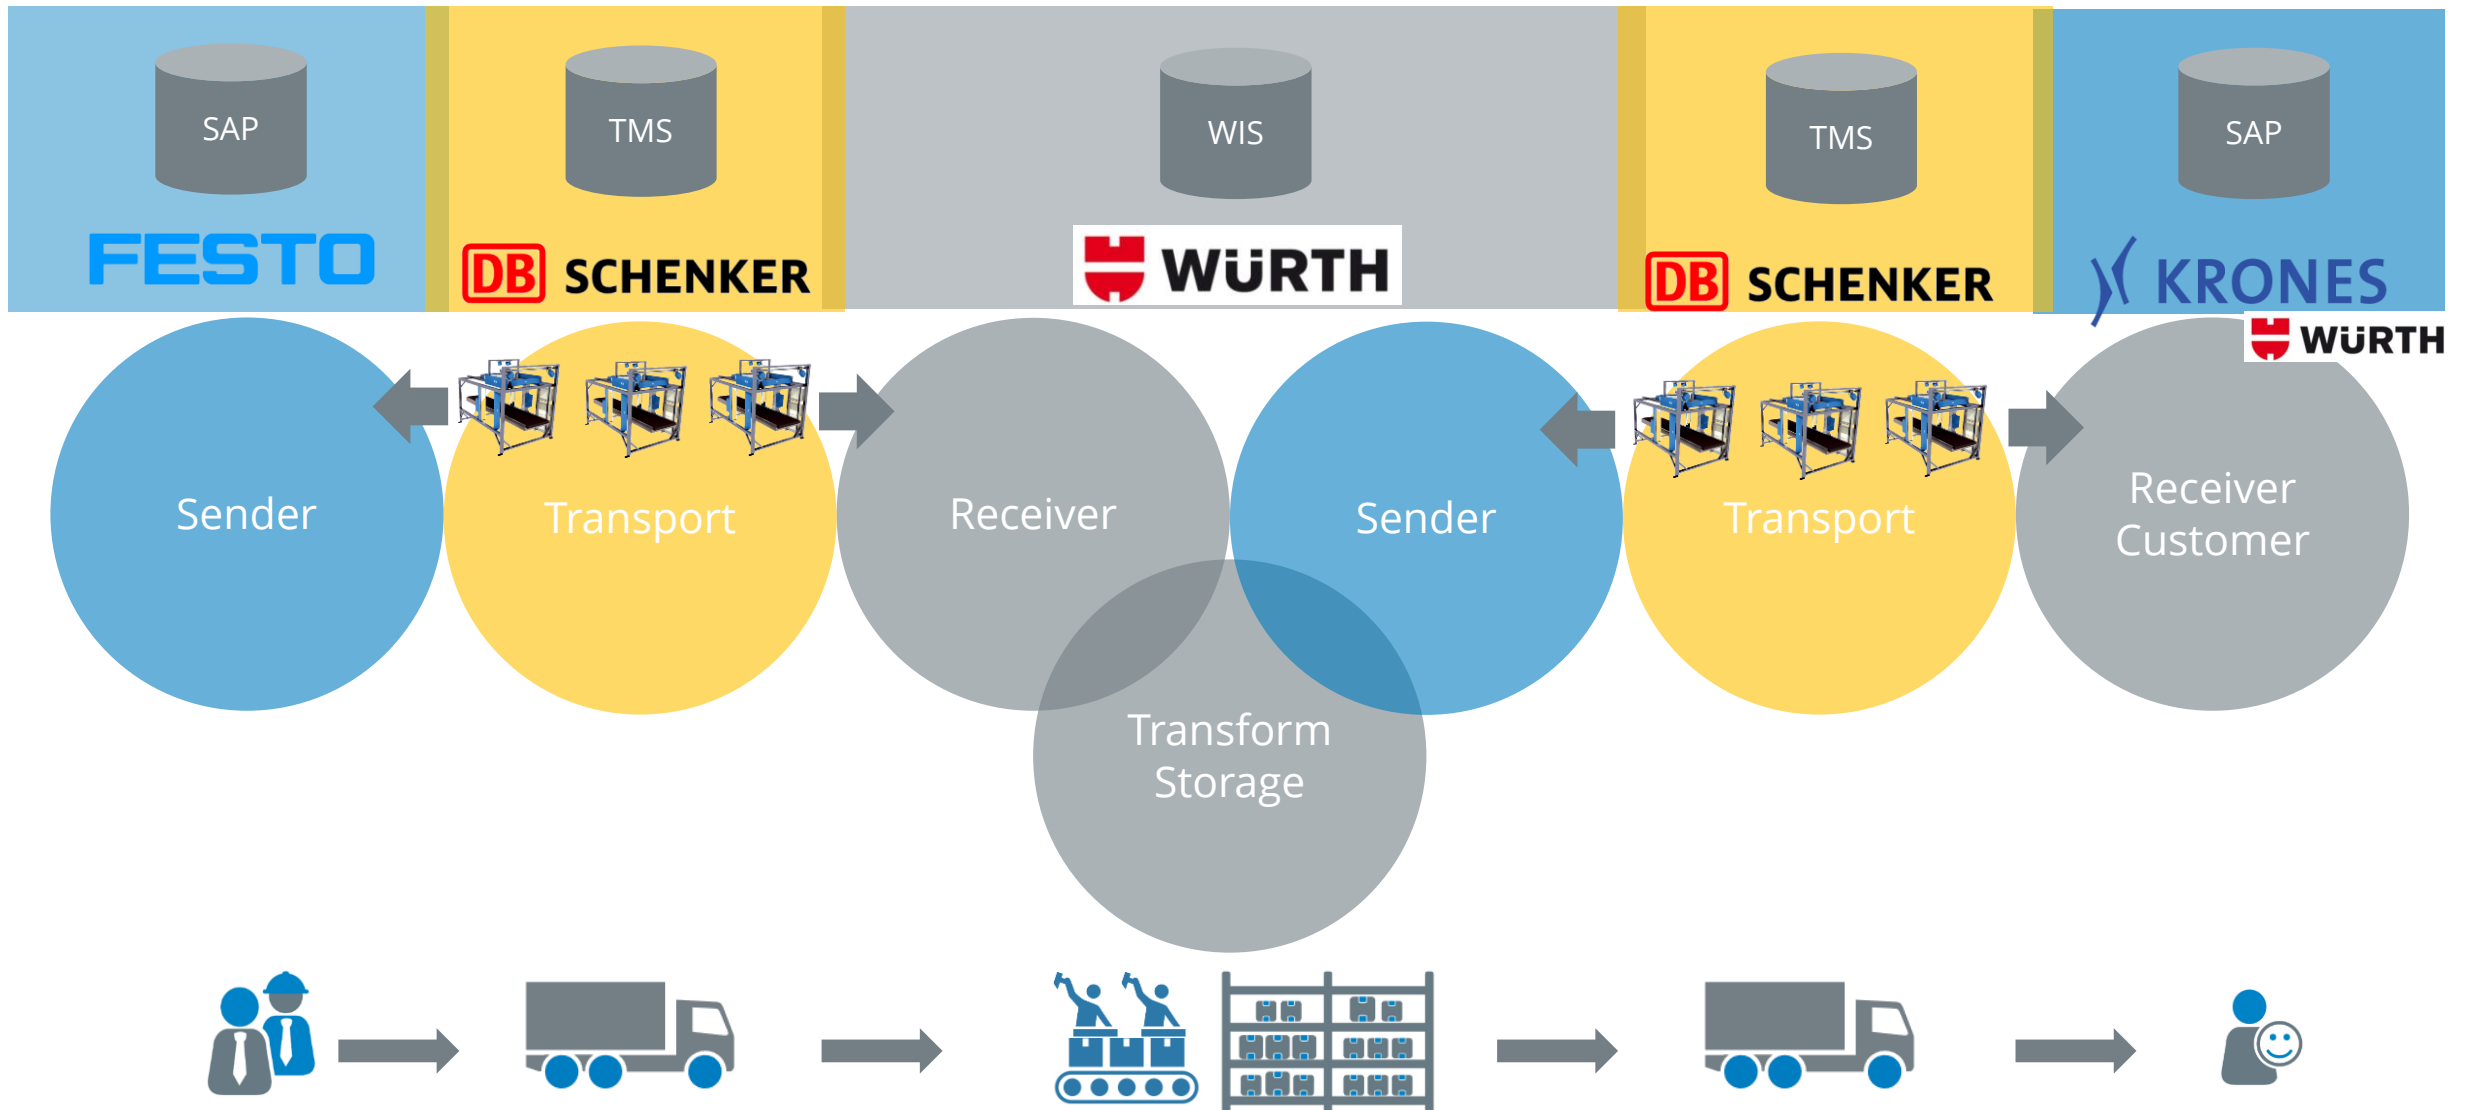 SAP
TMS
WIS
TMS
SAP
FESTO
DB SCHENKER
WÜRTH
DB SCHENKER
KRONES
WÜRTH
Sender
Transport
Receiver
Sender
Transport
Receiver
Customer
Transform
Storage